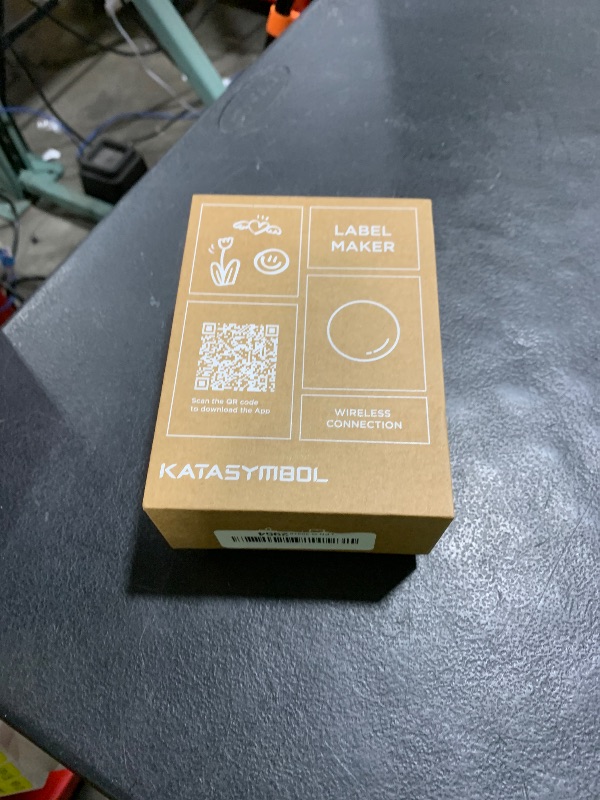 LABEL
MAKER
Scan the QR code
to download the App
WIRELESS
CONNECTION
KATASYMBOL